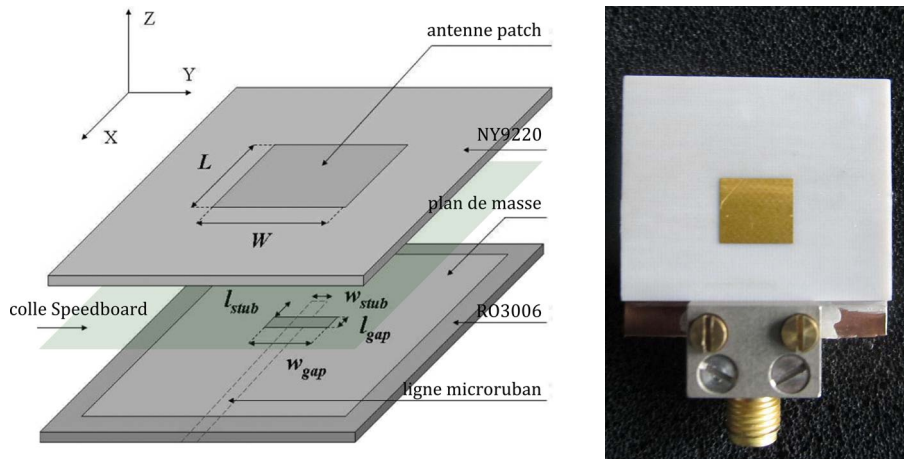 Z
antenne patch
Y
X
NY9220
L
plan de masse
W
colle Speedboard
l_stub
w_stub
RO3006
l_gap
w_gap
ligne microruban